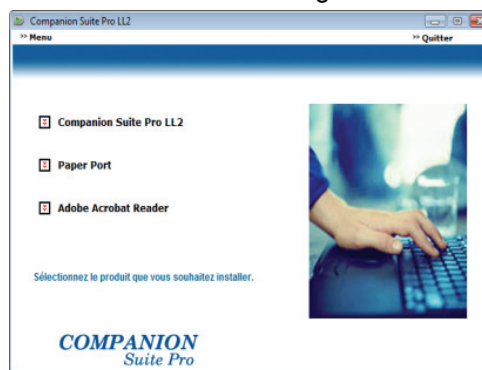 Companion Suite Pro LL2
» Menu
» Quitter
Companion Suite Pro LL2
Paper Port
Adobe Acrobat Reader
Sélectionnez le produit que vous souhaitez installer.
COMPANION
Suite Pro